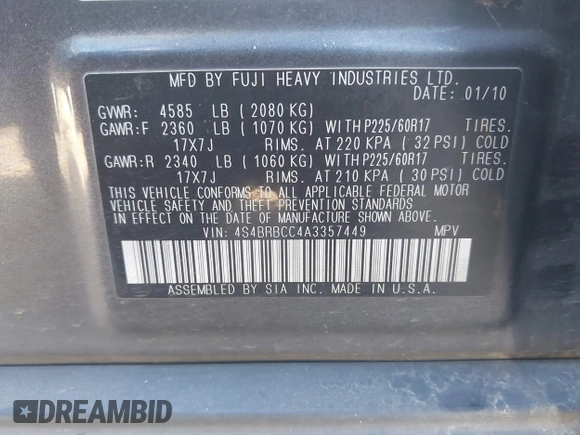 MFD BY FUJI HEAVY INDUSTRIES LTD.
DATE: 01/10
GVWR: 4585 LB ( 2080 KG)
GAWR:F 2360 LB ( 1070 KG) WITH P225/60R17 TIRES.
17X7J RIMS. AT 220 KPA ( 32 PSI) COLD
GAWR:R 2340 LB ( 1060 KG) WITH P225/60R17 TIRES.
17X7J RIMS. AT 210 KPA ( 30 PSI) COLD
THIS VEHICLE CONFORMS TO ALL APPLICABLE FEDERAL MOTOR
VEHICLE SAFETY AND THEFT PREVENTION STANDARDS
IN EFFECT ON THE DATE OF MANUFACTURE SHOWN ABOVE.
VIN: 4S4BRBCC4A3357449 MPV
ASSEMBLED BY SIA INC. MADE IN U.S.A.
DREAMBID